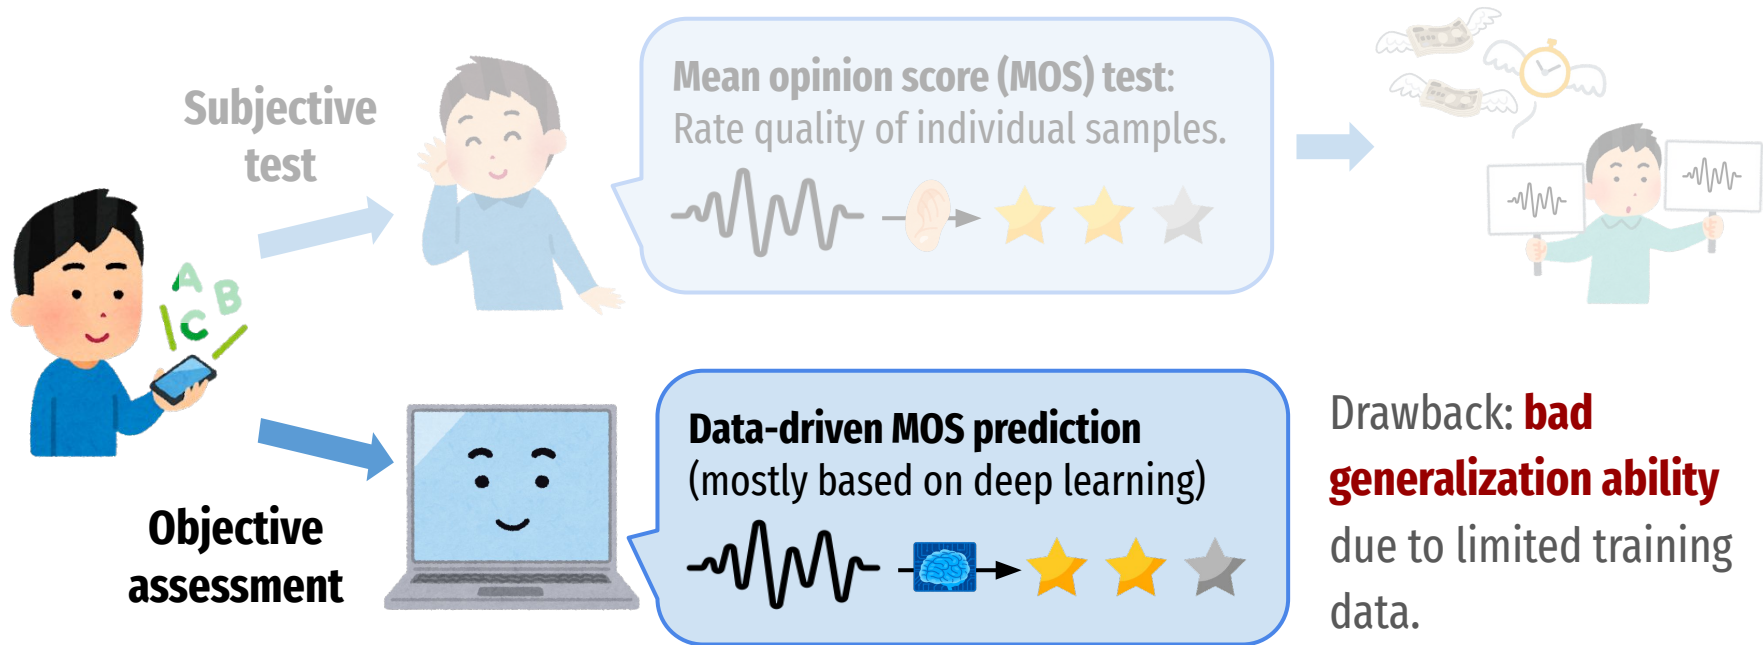 Subjective
test
Mean opinion score (MOS) test:
Rate quality of individual samples.
A
B
C
Objective
assessment
Data-driven MOS prediction
(mostly based on deep learning)
Drawback: bad
generalization ability
due to limited training
data.